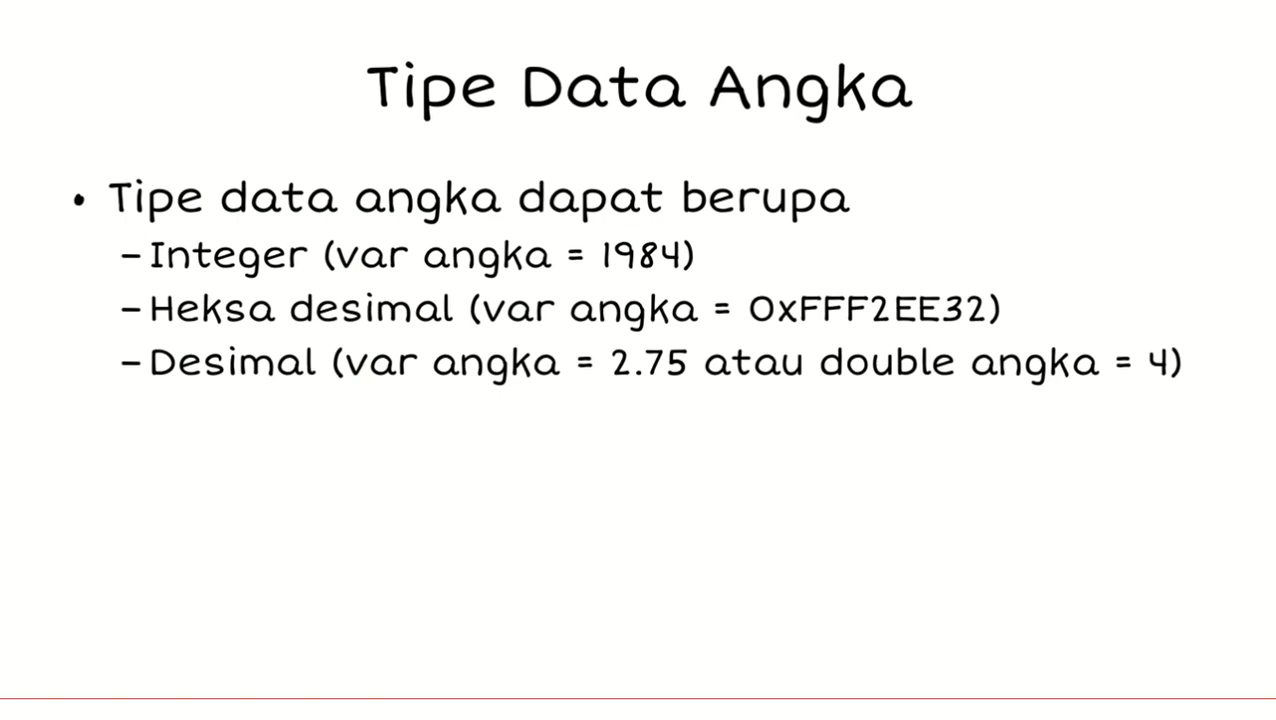 Tipe Data Angka
• Tipe data angka dapat berupa
– Integer (var angka = 1984)
– Heksa desimal (var angka = 0xFFF2EE32)
– Desimal (var angka = 2.75 atau double angka = 4)